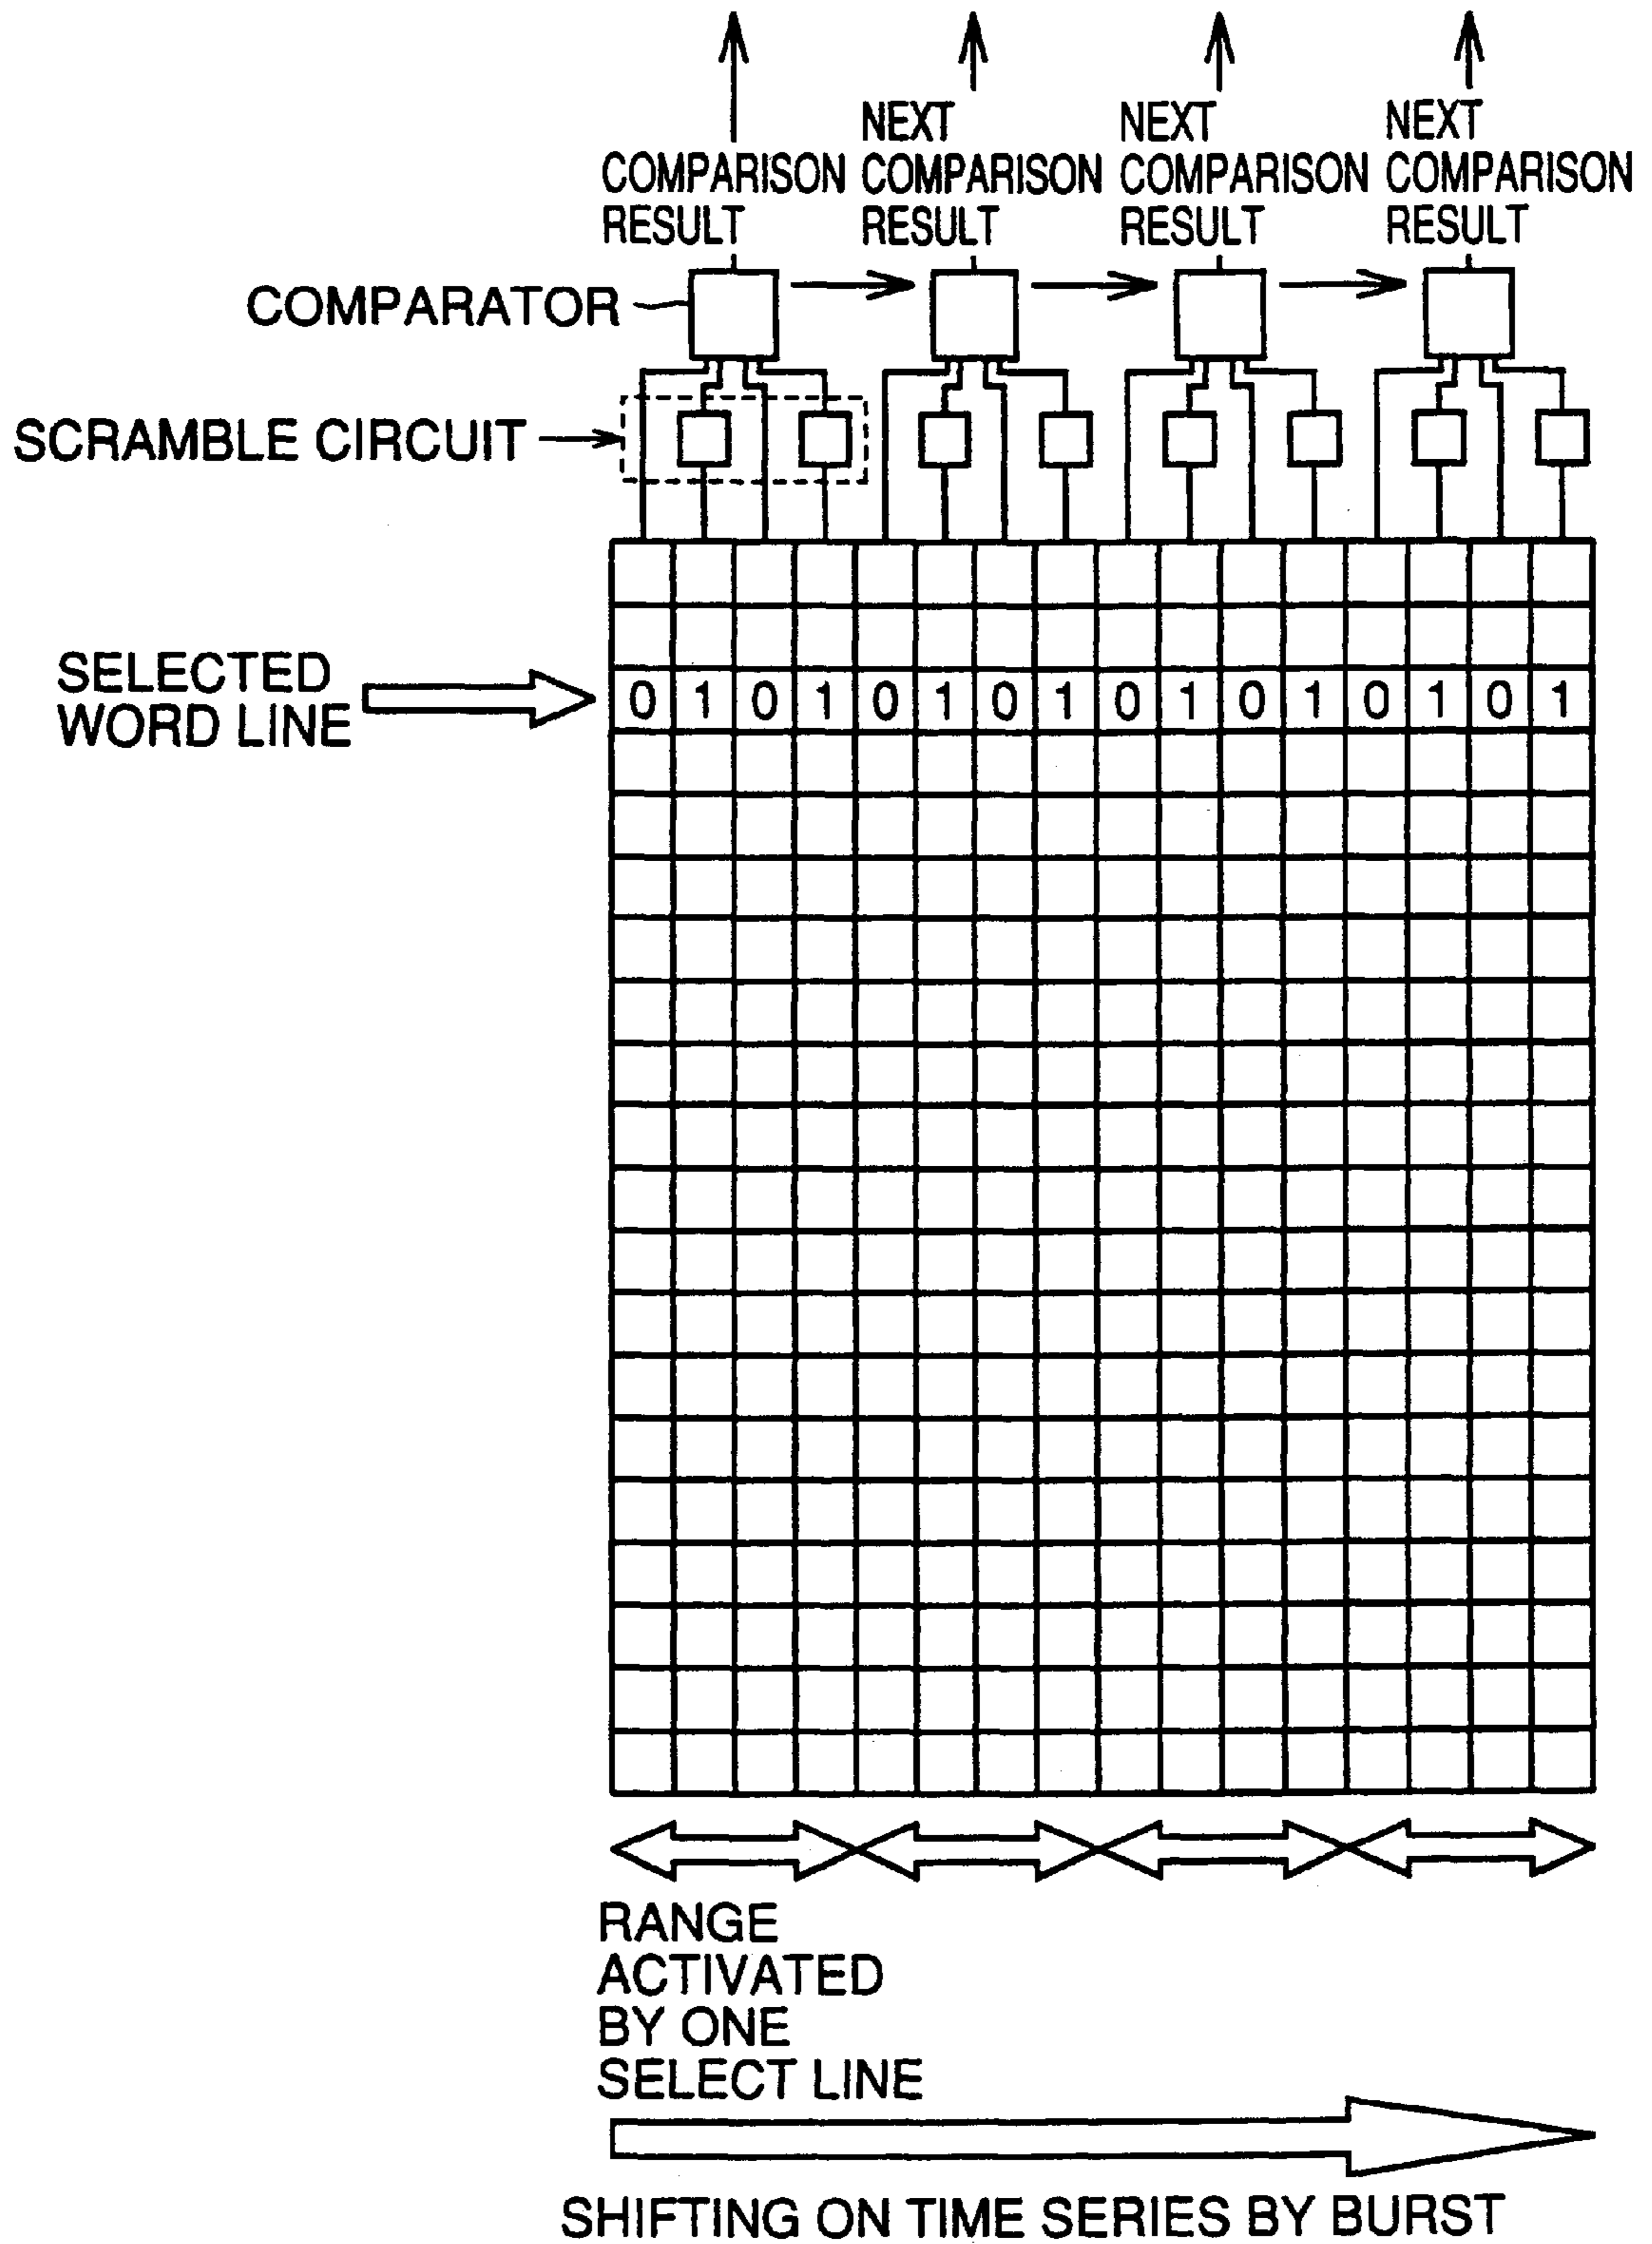 NEXT NEXT NEXT
COMPARISON COMPARISON COMPARISON COMPARISON
RESULT RESULT RESULT RESULT
COMPARATOR
SCRAMBLE CIRCUIT
SELECTED
WORD LINE
0 1 0 1 0 1 0 1 0 1 0 1 0 1 0 1
RANGE
ACTIVATED
BY ONE
SELECT LINE
SHIFTING ON TIME SERIES BY BURST